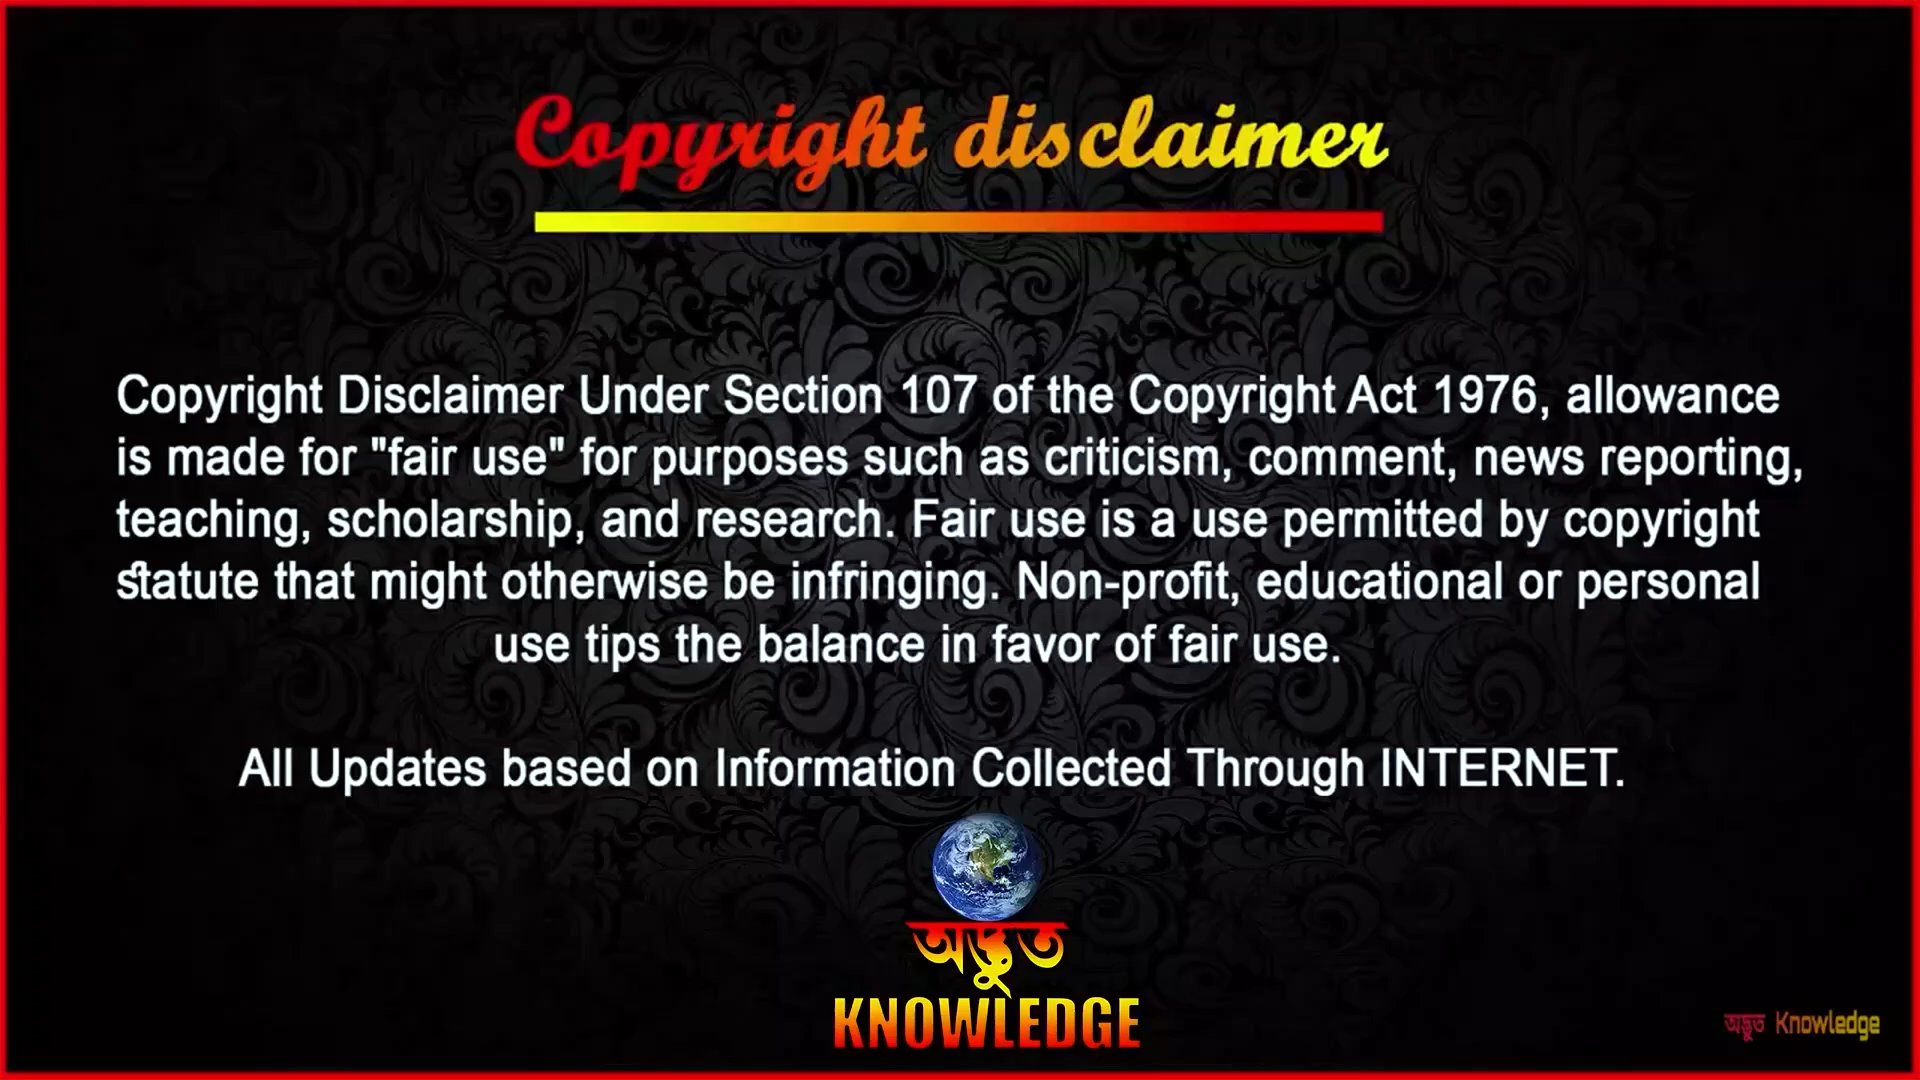 Copyright disclaimer
Copyright Disclaimer Under Section 107 of the Copyright Act 1976, allowance
is made for "fair use" for purposes such as criticism, comment, news reporting,
teaching, scholarship, and research. Fair use is a use permitted by copyright
statute that might otherwise be infringing. Non-profit, educational or personal
use tips the balance in favor of fair use.
All Updates based on Information Collected Through INTERNET.
অদ্ভুত
KNOWLEDGE
অদ্ভুত Knowledge